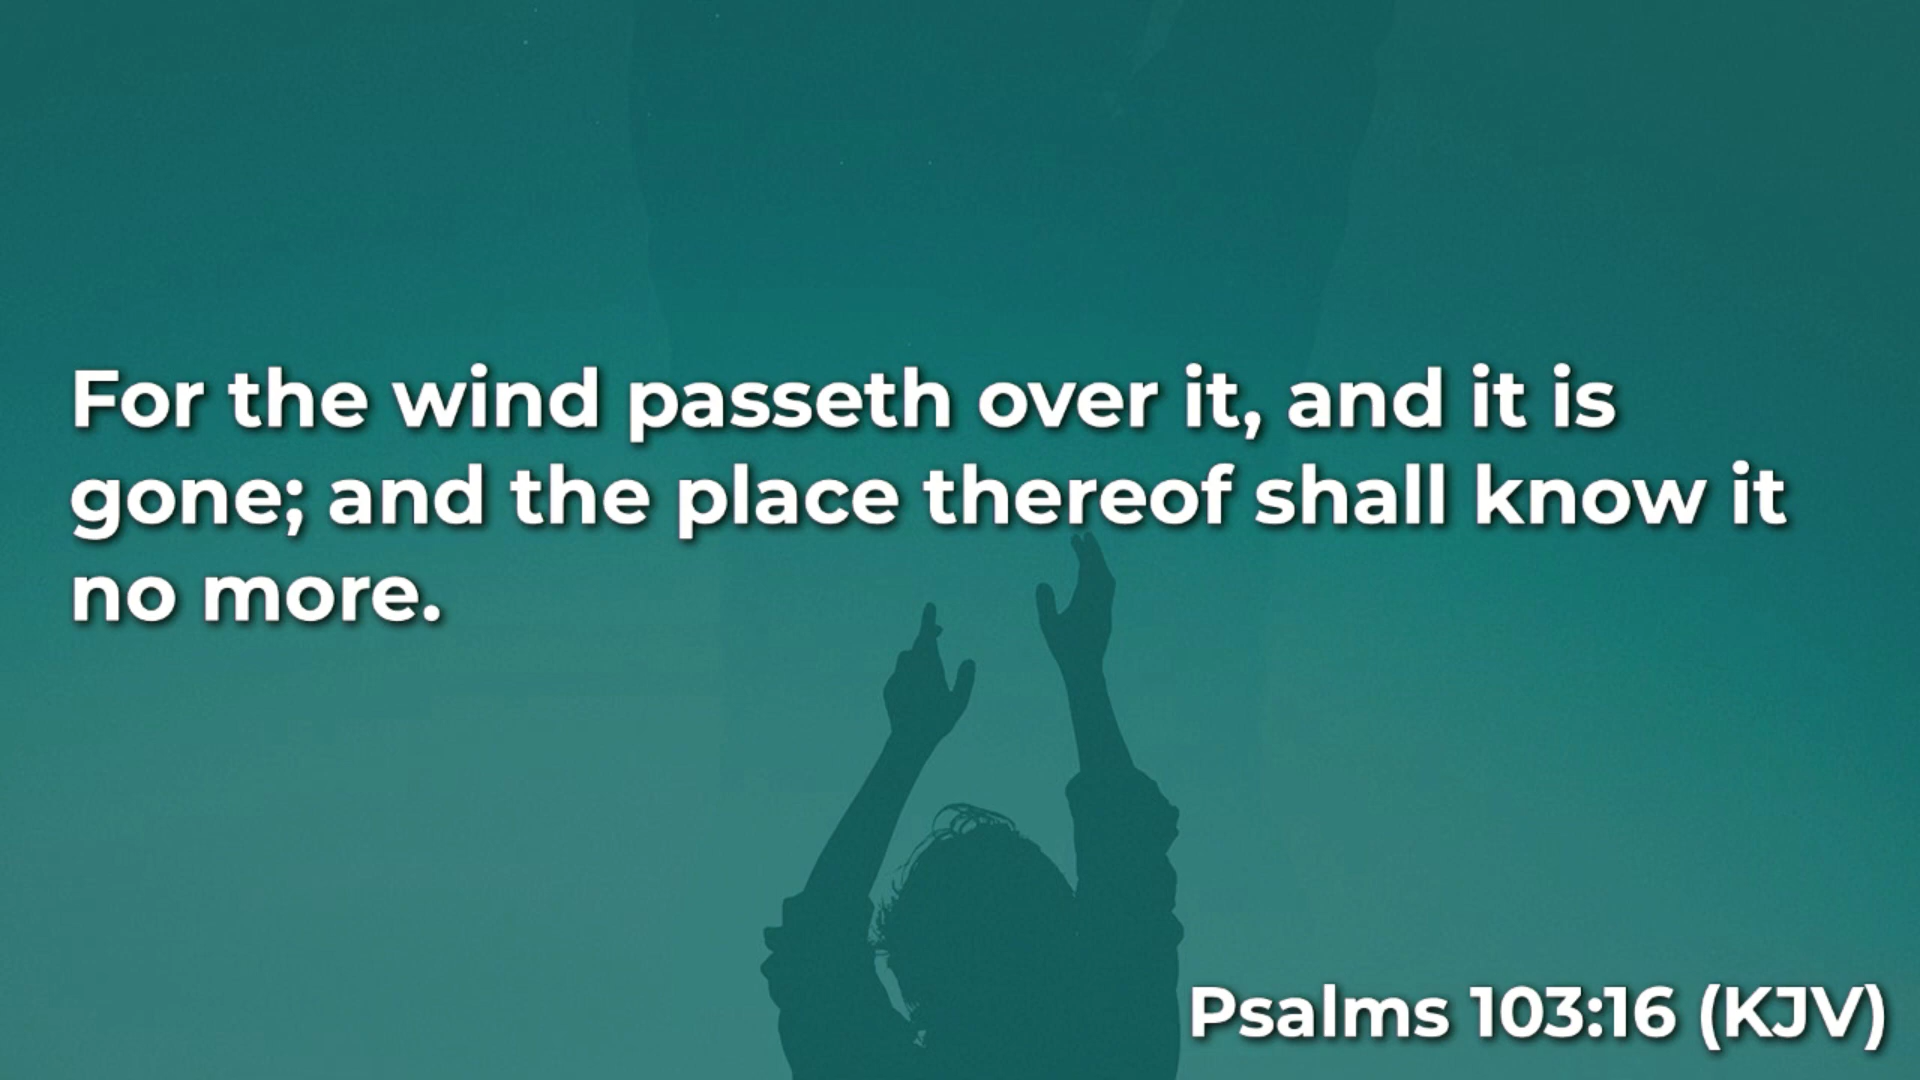 For the wind passeth over it, and it is
gone; and the place thereof shall know it
no more.
Psalms 103:16 (KJV)